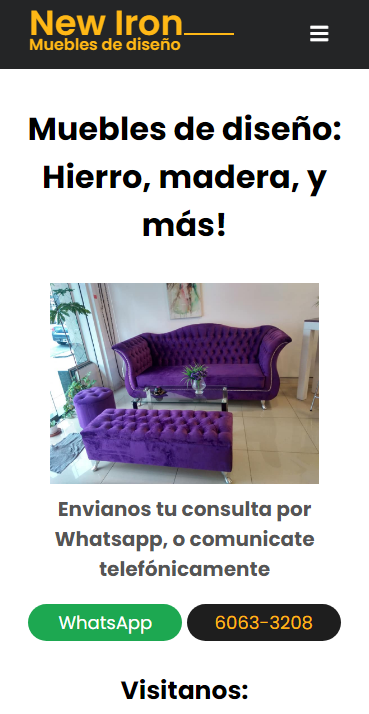 New Iron
Muebles de diseño
Muebles de diseño:
Hierro, madera, y
más!
Envianos tu consulta por
Whatsapp, o comunicate
telefónicamente
WhatsApp
6063-3208
Visitanos: